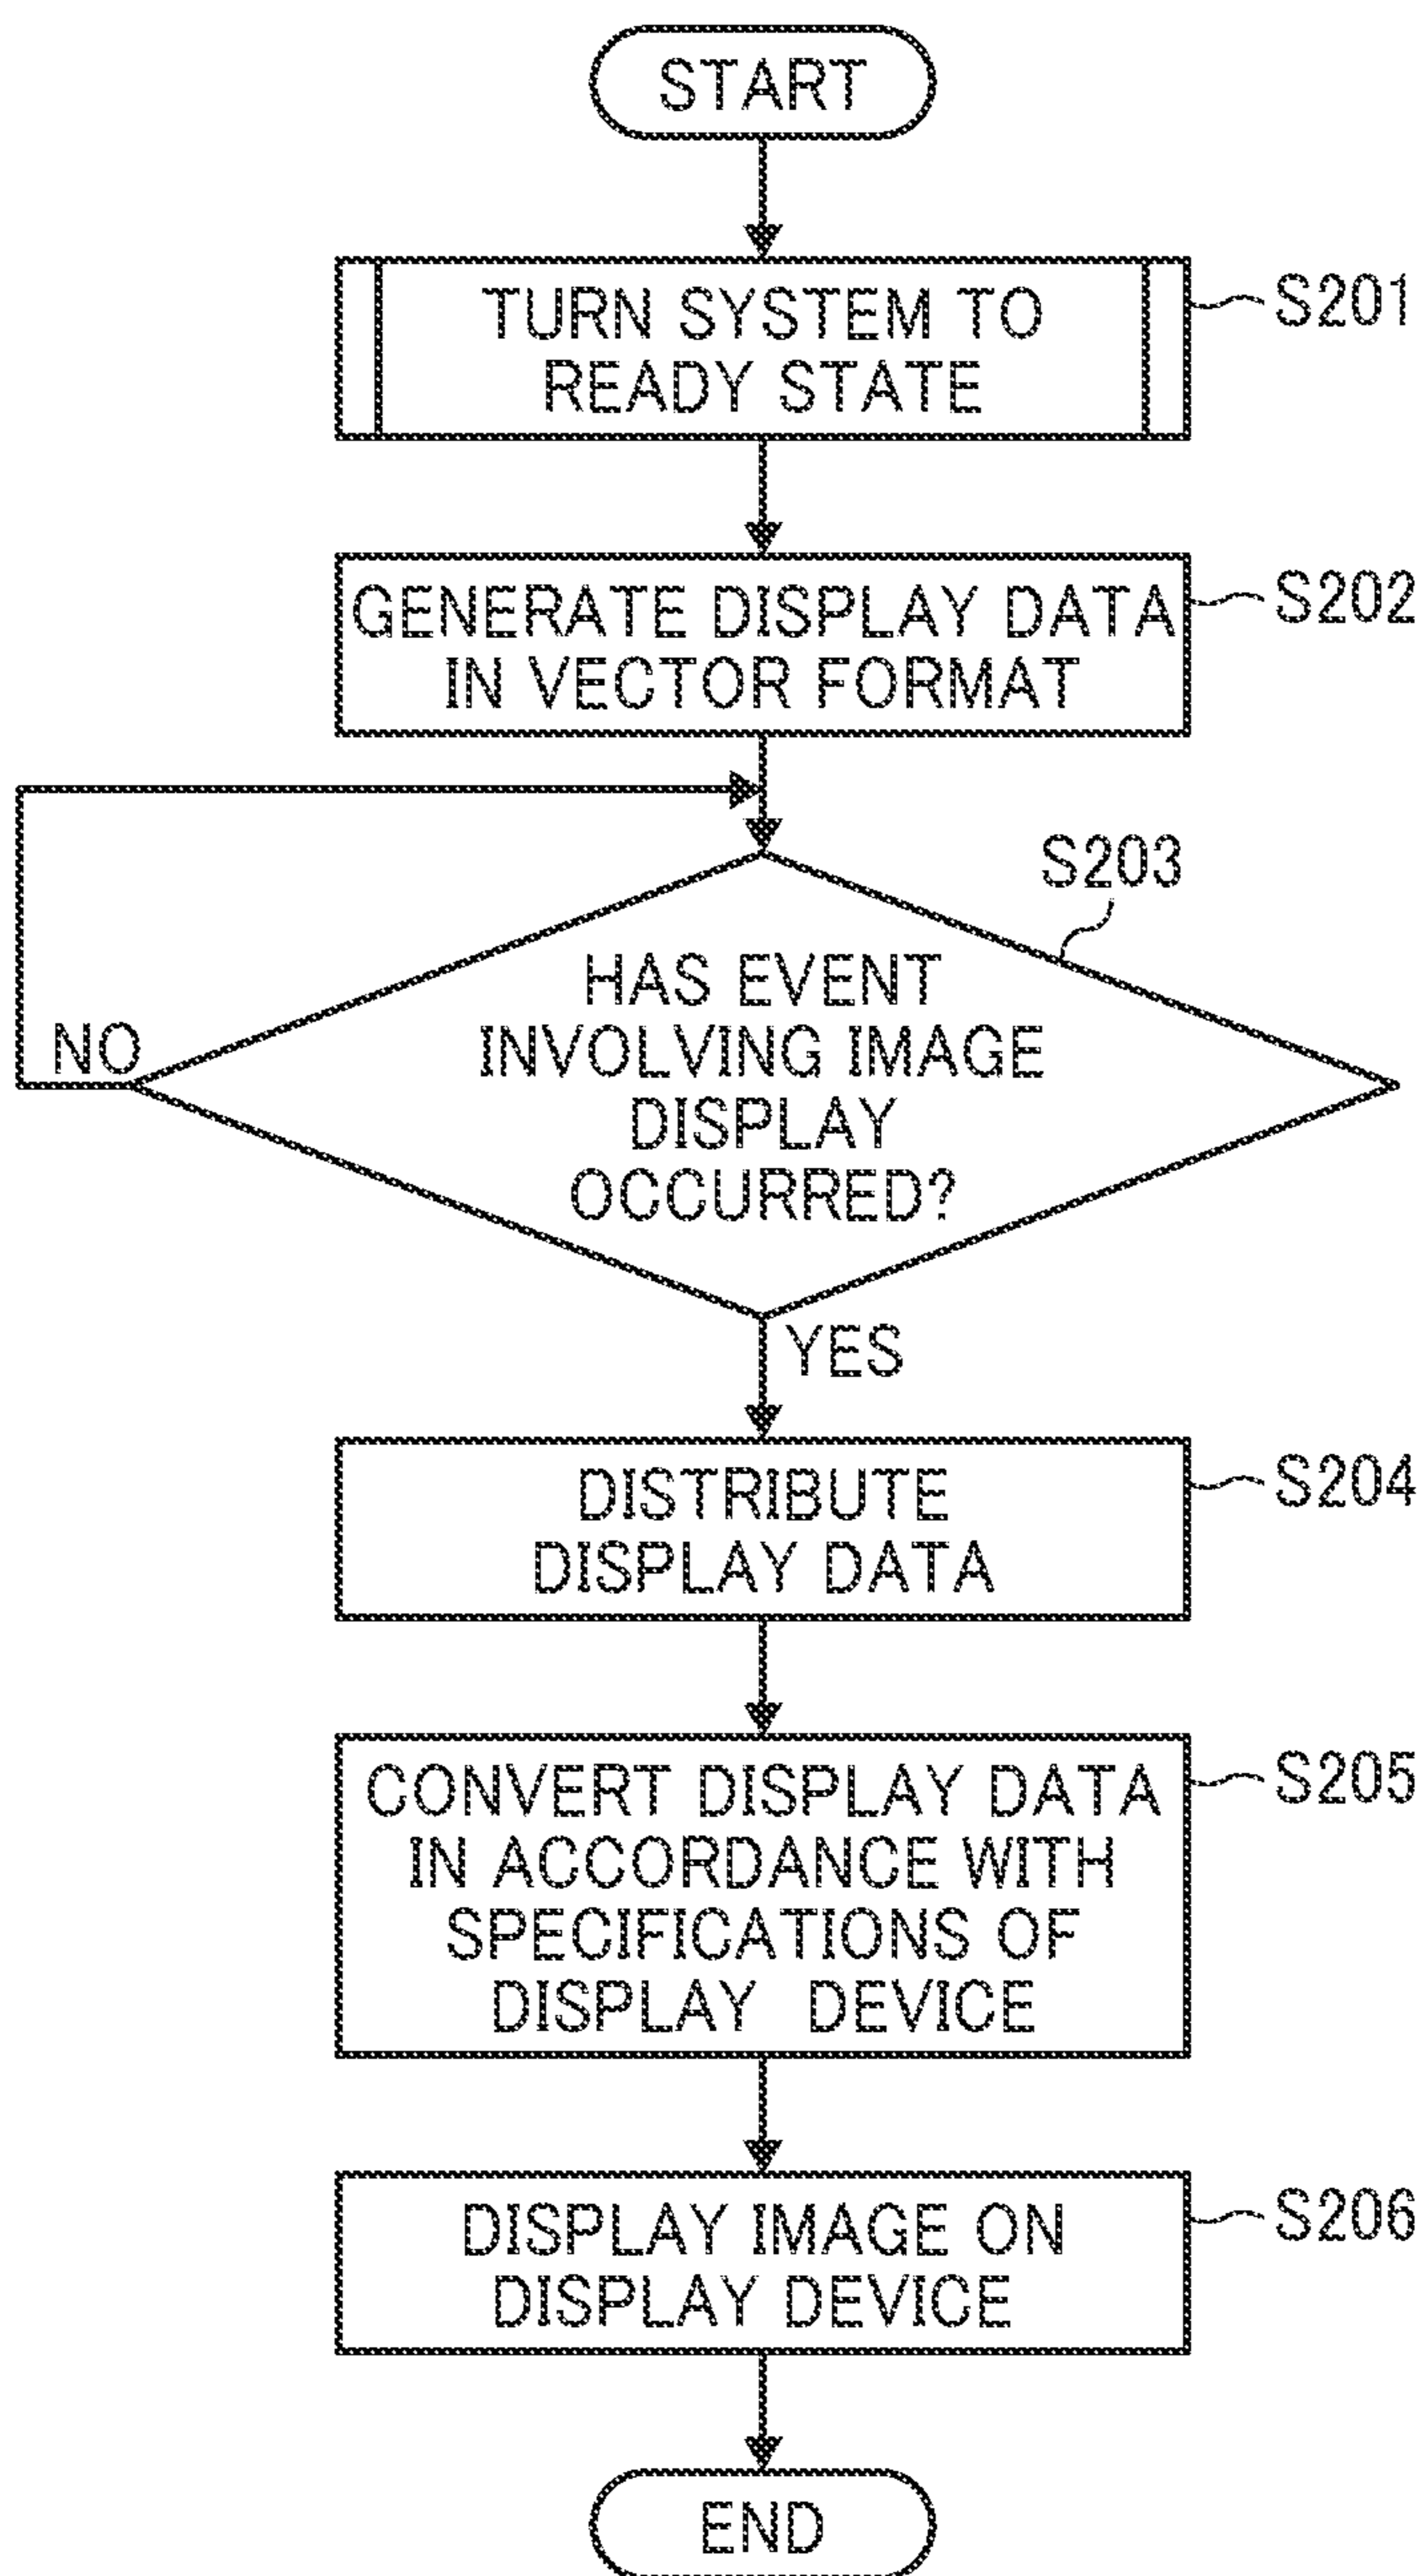 START
TURN SYSTEM TO
READY STATE
S201
GENERATE DISPLAY DATA
IN VECTOR FORMAT
S202
S203
HAS EVENT
INVOLVING IMAGE
DISPLAY
OCCURRED?
NO
YES
DISTRIBUTE
DISPLAY DATA
S204
CONVERT DISPLAY DATA
IN ACCORDANCE WITH
SPECIFICATIONS OF
DISPLAY DEVICE
S205
DISPLAY IMAGE ON
DISPLAY DEVICE
S206
END